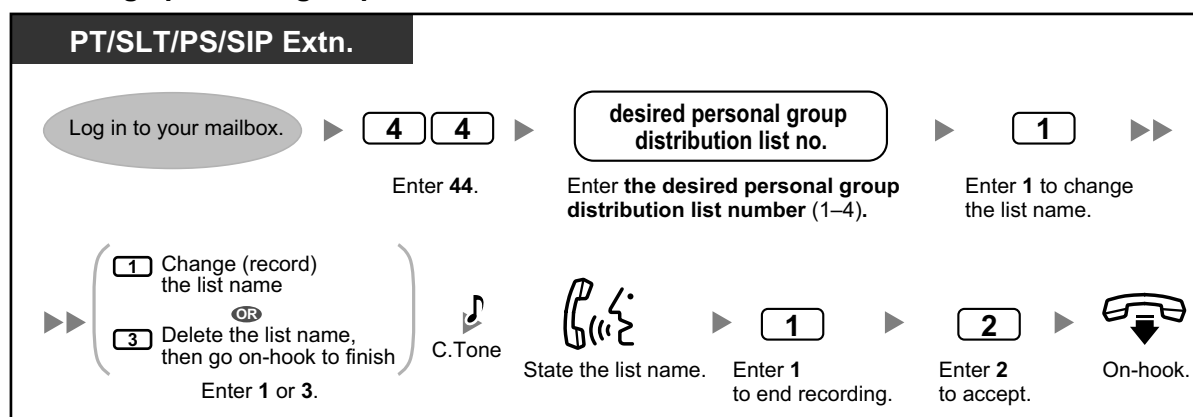 PT/SLT/PS/SIP Extn.
Log in to your mailbox.
4 4
desired personal group
distribution list no.
1
Enter 44.
Enter the desired personal group
distribution list number (1–4).
Enter 1 to change
the list name.
1 Change (record)
the list name
OR
3 Delete the list name,
then go on-hook to finish
Enter 1 or 3.
C.Tone
State the list name.
1
Enter 1
to end recording.
2
Enter 2
to accept.
On-hook.